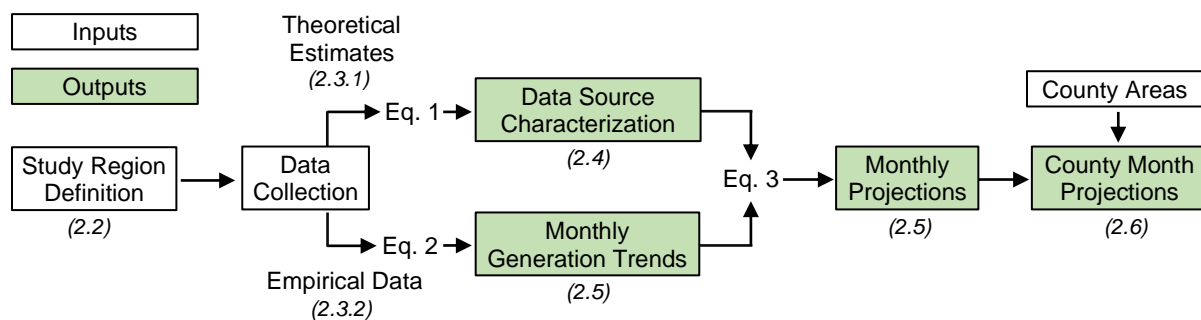 Inputs
Outputs
Theoretical
Estimates
(2.3.1)
Eq. 1
Data Source
Characterization
(2.4)
County Areas
Study Region
Definition
(2.2)
Data
Collection
Eq. 3
Monthly
Projections
(2.5)
County Month
Projections
(2.6)
Eq. 2
Monthly
Generation Trends
(2.5)
Empirical Data
(2.3.2)